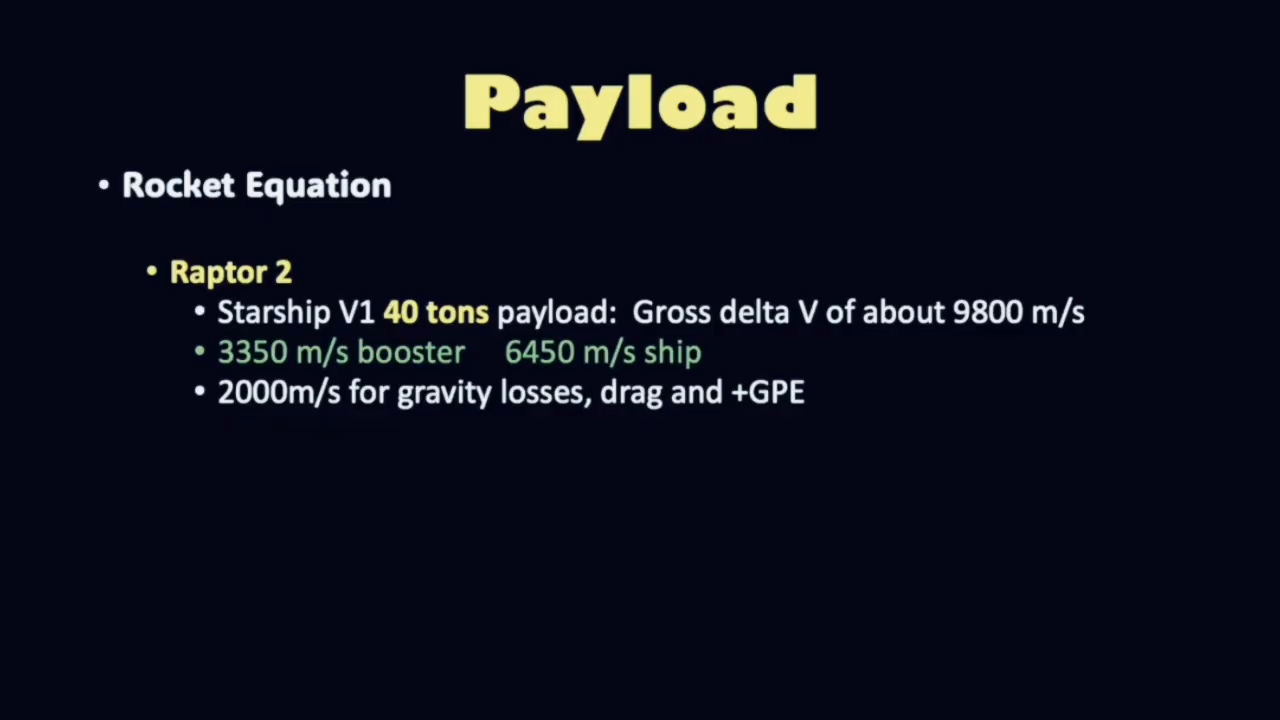 Payload
• Rocket Equation
• Raptor 2
• Starship V1 40 tons payload: Gross delta V of about 9800 m/s
• 3350 m/s booster 6450 m/s ship
• 2000m/s for gravity losses, drag and +GPE